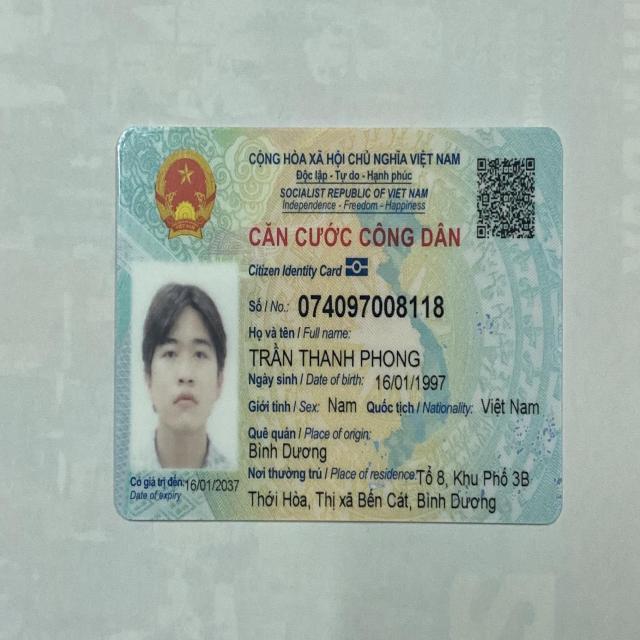 CỘNG HÒA XÃ HỘI CHỦ NGHĨA VIỆT NAM
Độc lập - Tự do - Hạnh phúc
SOCIALIST REPUBLIC OF VIET NAM
Independence - Freedom - Happiness
CĂN CƯỚC CÔNG DÂN
Citizen Identity Card
Số / No.: 074097008118
Họ và tên / Full name:
TRẦN THANH PHONG
Ngày sinh / Date of birth: 16/01/1997
Giới tính / Sex: Nam Quốc tịch / Nationality: Việt Nam
Quê quán / Place of origin:
Bình Dương
Nơi thường trú / Place of residence: Tổ 8, Khu Phố 3B
Thới Hòa, Thị xã Bến Cát, Bình Dương
Có giá trị đến: 16/01/2037
Date of expiry